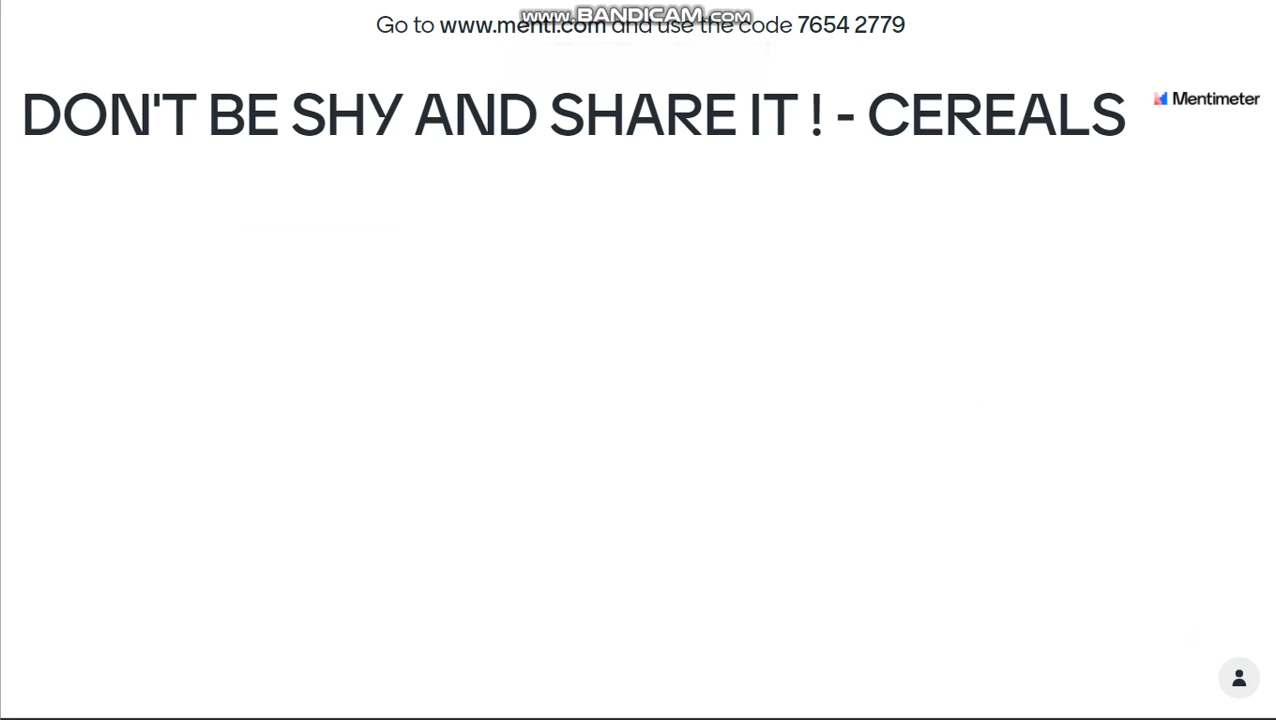 www.BANDICAM.com
Go to www.menti.com and use the code 7654 2779
DON'T BE SHY AND SHARE IT ! - CEREALS
Mentimeter